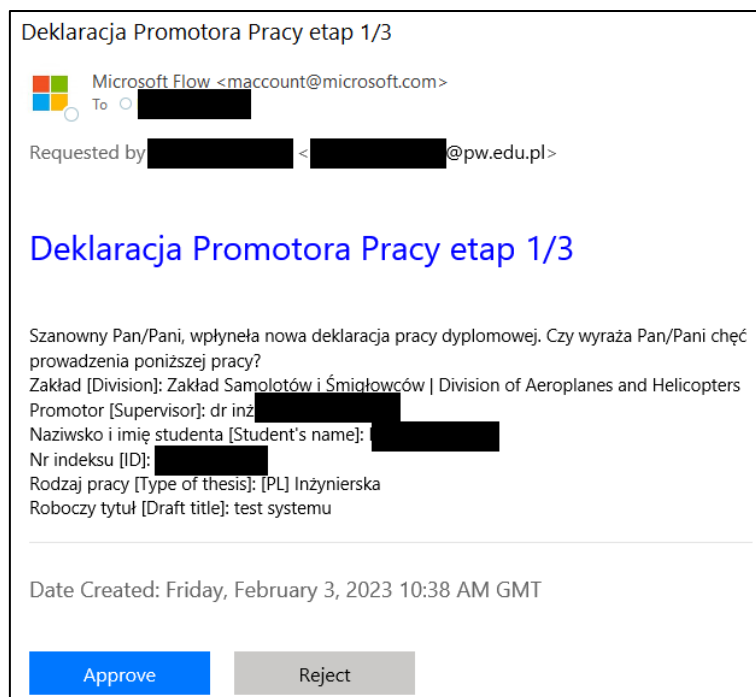 Deklaracja Promotora Pracy etap 1/3
Microsoft Flow <maccount@microsoft.com>
To
Requested by < @pw.edu.pl>
Deklaracja Promotora Pracy etap 1/3
Szanowny Pan/Pani, wpłyneła nowa deklaracja pracy dyplomowej. Czy wyraża Pan/Pani chęć
prowadzenia poniższej pracy?
Zakład [Division]: Zakład Samolotów i Śmigłowców | Division of Aeroplanes and Helicopters
Promotor [Supervisor]: dr inż
Naziwsko i imię studenta [Student's name]:
Nr indeksu [ID]:
Rodzaj pracy [Type of thesis]: [PL] Inżynierska
Roboczy tytuł [Draft title]: test systemu
Date Created: Friday, February 3, 2023 10:38 AM GMT
Approve Reject